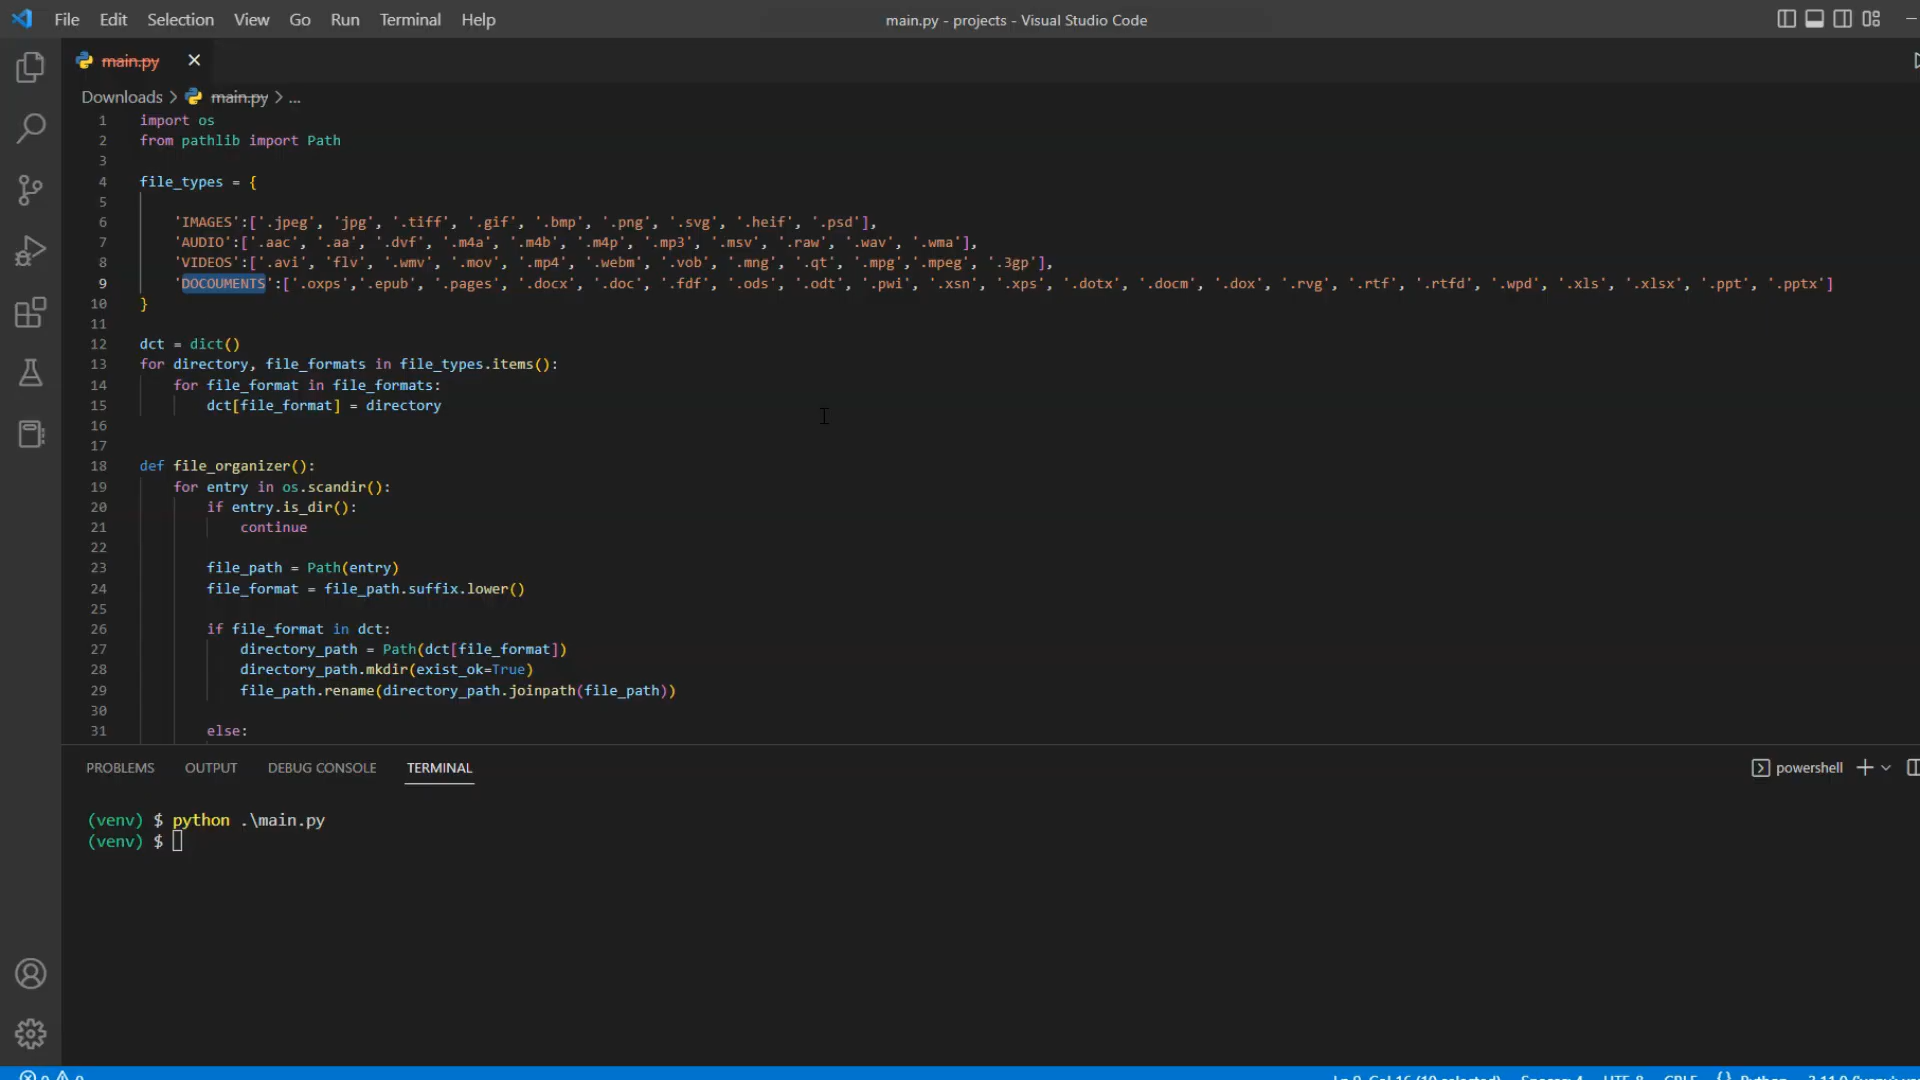 File Edit Selection View Go Run Terminal Help
main.py - projects - Visual Studio Code
main.py
Downloads > main.py > ...
1 import os
2 from pathlib import Path
3
4 file_types = {
5
6 'IMAGES':['.jpeg', 'jpg', '.tiff', '.gif', '.bmp', '.png', '.svg', '.heif', '.psd'],
7 'AUDIO':['.aac', '.aa', '.dvf', '.m4a', '.m4b', '.m4p', '.mp3', '.msv', '.raw', '.wav', '.wma'],
8 'VIDEOS':['.avi', 'flv', '.wmv', '.mov', '.mp4', '.webm', '.vob', '.mng', '.qt', '.mpg','.mpeg', '.3gp'],
9 'DOCOUMENTS':['.oxps','.epub', '.pages', '.docx', '.doc', '.fdf', '.ods', '.odt', '.pwi', '.xsn', '.xps', '.dotx', '.docm', '.dox', '.rvg', '.rtf', '.rtfd', '.wpd', '.xls', '.xlsx', '.ppt', '.pptx']
10 }
11
12 dct = dict()
13 for directory, file_formats in file_types.items():
14 for file_format in file_formats:
15 dct[file_format] = directory
16
17
18 def file_organizer():
19 for entry in os.scandir():
20 if entry.is_dir():
21 continue
22
23 file_path = Path(entry)
24 file_format = file_path.suffix.lower()
25
26 if file_format in dct:
27 directory_path = Path(dct[file_format])
28 directory_path.mkdir(exist_ok=True)
29 file_path.rename(directory_path.joinpath(file_path))
30
31 else:
PROBLEMS OUTPUT DEBUG CONSOLE TERMINAL
powershell
(venv) $ python .\main.py
(venv) $